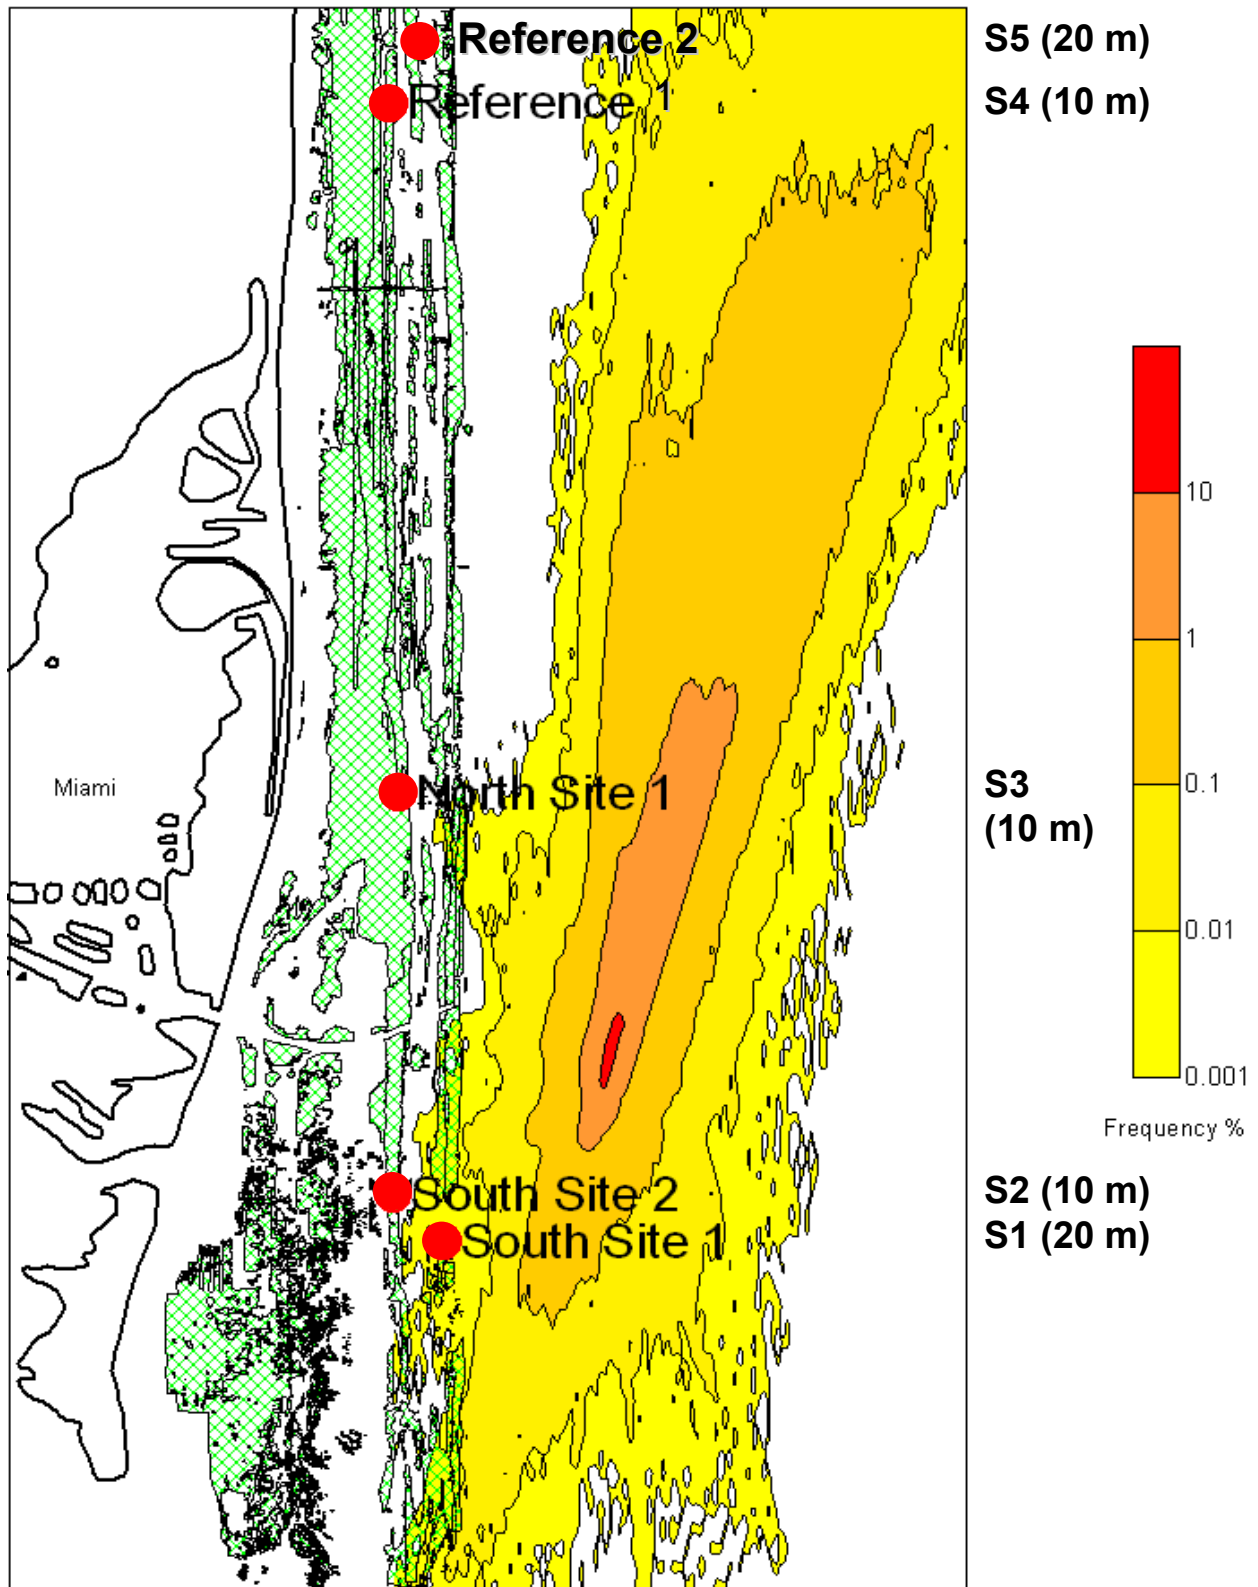 Reference 2
S5 (20 m)
Reference 1
S4 (10 m)
10
1
Miami
North Site 1
S3
(10 m)
0.1
0.01
0.001
Frequency %
South Site 2
S2 (10 m)
South Site 1
S1 (20 m)